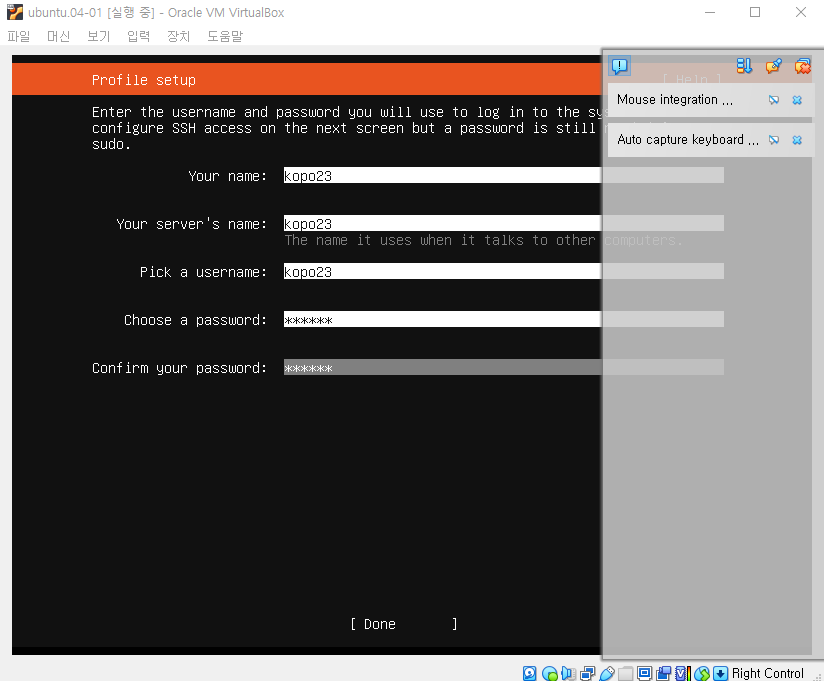 ubuntu.04-01 [실행 중] - Oracle VM VirtualBox
파일 머신 보기 입력 장치 도움말
Profile setup [ Help ]
Enter the username and password you will use to log in to the sy
configure SSH access on the next screen but a password is still
sudo.
Mouse integration ...
Auto capture keyboard ...
Your name: kopo23
Your server's name: kopo23
The name it uses when it talks to other computers.
Pick a username: kopo23
Choose a password: ******
Confirm your password: ******
[ Done ]
Right Control